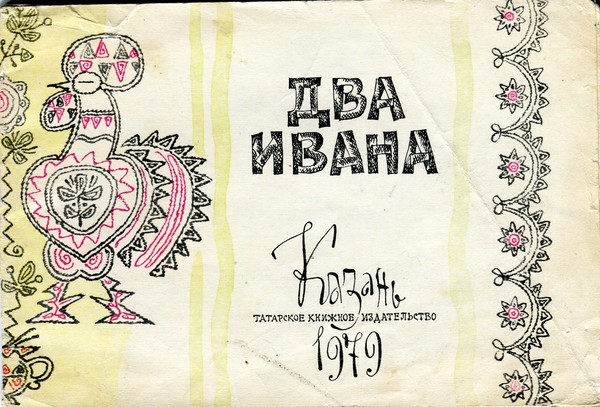 ДВА
ИВАНА
Казань
ТАТАРСКОЕ КНИЖНОЕ ИЗДАТЕЛЬСТВО
1979